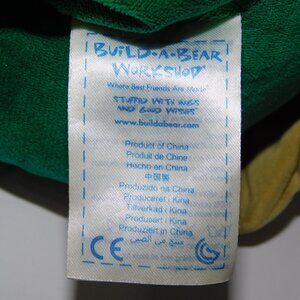 BUILD-A-BEAR
WORKSHOP®
Where Best Friends Are Made®
STUFFED WITH HUGS
AND GOOD WISHES®
www.buildabear.com
Product of China
Produit de Chine
Hecho en China
中国製
Produzido na China
Produceret i Kina
Tillverkad i Kina
Produsert i Kina
Produziert in China
منتج من الصين
CE